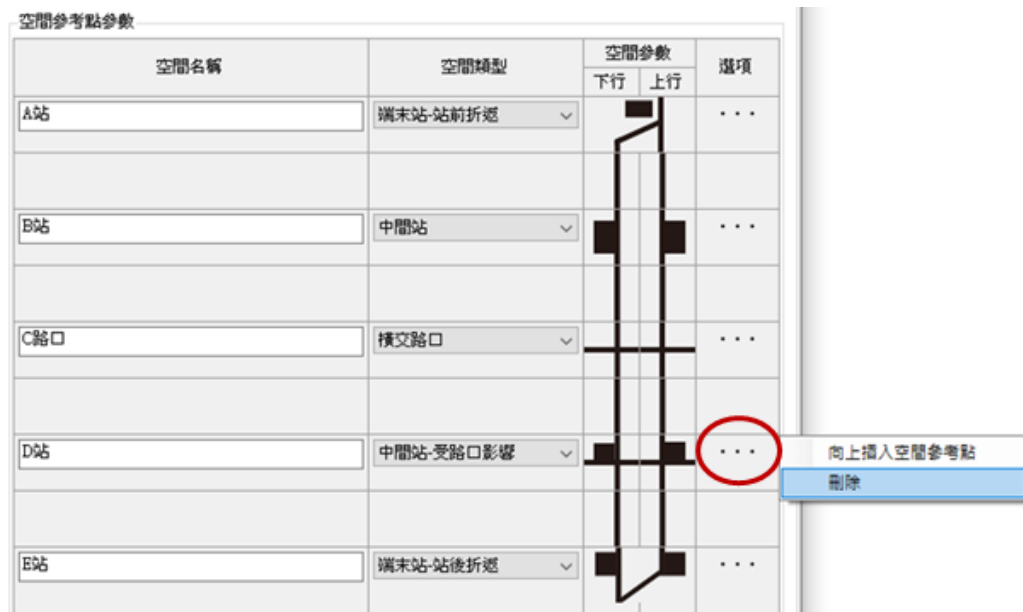 空間參考點參數
空間名稱 空間類型 空間參數 選項
下行 上行
A站 端末站-站前折返 ...
B站 中間站 ...
C路口 橫交路口 ...
D站 中間站-受路口影響 ...
向上插入空間參考點
刪除
E站 端末站-站後折返 ...